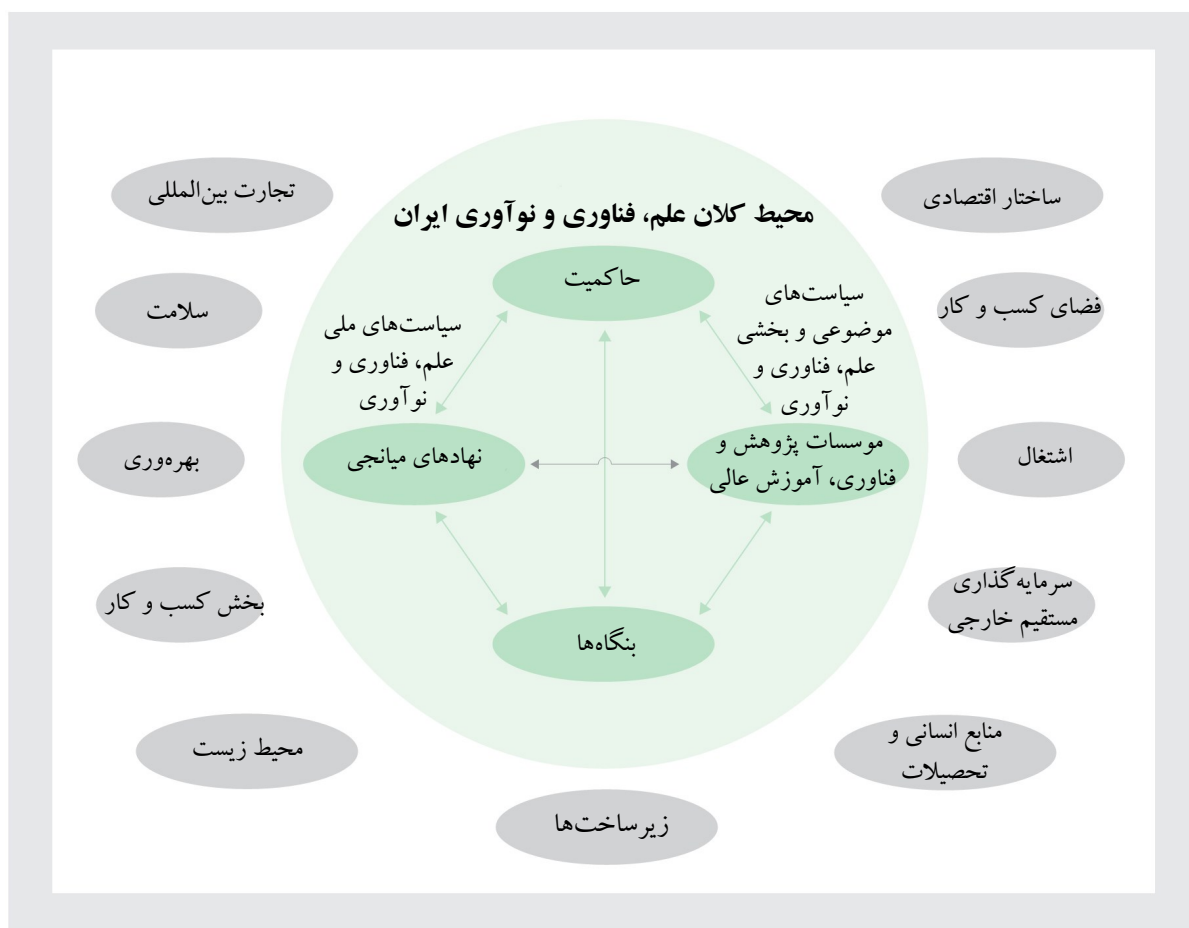 محیط کلان علم، فناوری و نوآوری ایران
حاکمیت
سیاست‌های
موضوعی و بخشی
علم، فناوری و
نوآوری
سیاست‌های ملی
علم، فناوری و
نوآوری
موسسات پژوهش و
فناوری، آموزش عالی
نهادهای میانجی
بنگاه‌ها
ساختار اقتصادی
فضای کسب و کار
اشتغال
سرمایه‌گذاری
مستقیم خارجی
منابع انسانی و
تحصیلات
زیرساخت‌ها
تجارت بین‌المللی
سلامت
بهره‌وری
بخش کسب و کار
محیط زیست